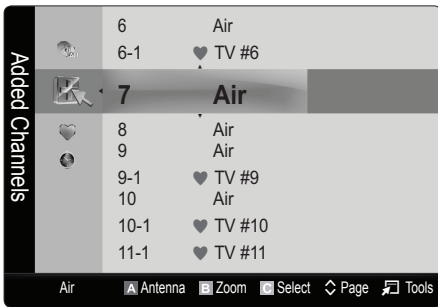 Added Channels
6 Air
6-1 ♥ TV #6
7 Air
8 Air
9 Air
9-1 ♥ TV #9
10 Air
10-1 ♥ TV #10
11-1 ♥ TV #11
Air A Antenna B Zoom C Select Page Tools